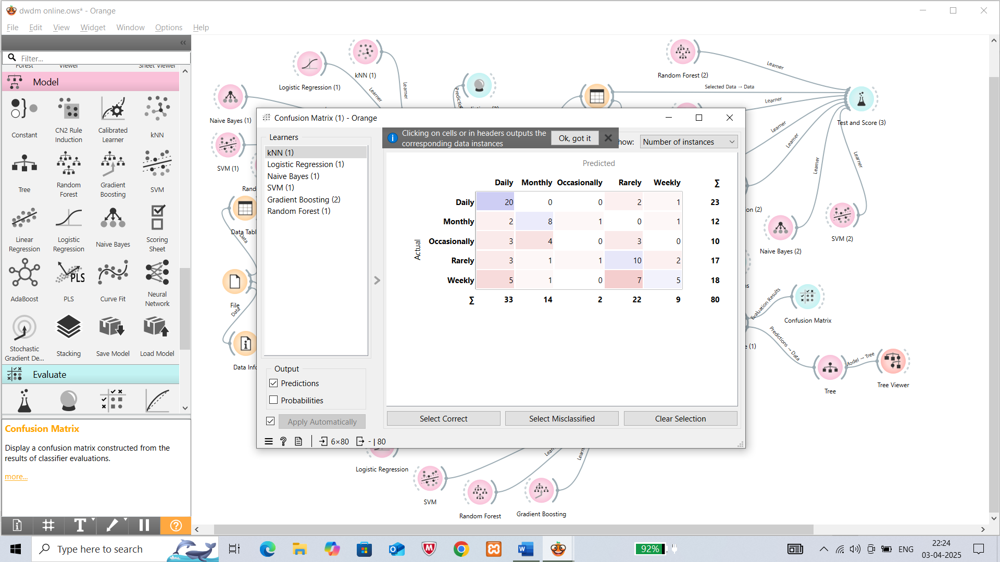 dwdm online.ows* - Orange
File Edit View Widget Window Options Help
Filter...
Forest Viewer Sheet Viewer
Model
Constant
CN2 Rule Induction
Calibrated Learner
kNN
Tree
Random Forest
Gradient Boosting
SVM
Linear Regression
Logistic Regression
Naive Bayes
Scoring Sheet
AdaBoost
PLS
PLS
Curve Fit
Neural Network
Stochastic Gradient De...
Stacking
Save Model
Load Model
Evaluate
Confusion Matrix
Display a confusion matrix constructed from the
results of classifier evaluations.
more...
kNN (1)
Logistic Regression (1)
Naive Bayes (1)
SVM (1)
Learner
Learner
Random Forest (2)
Learner
Selected Data → Data
Learner
Learner
Learner
Learner
Learner
Test and Score (3)
Naive Bayes (2)
SVM (2)
Data
File
Data
Evaluation Results
Confusion Matrix
Predictions → Data
Tree
Model → Tree
Tree Viewer
Logistic Regression
SVM
Random Forest
Gradient Boosting
Confusion Matrix (1) - Orange
Learners
kNN (1)
Logistic Regression (1)
Naive Bayes (1)
SVM (1)
Gradient Boosting (2)
Random Forest (1)
Output
Predictions
Probabilities
Apply Automatically
Clicking on cells or in headers outputs the
corresponding data instances
Ok, got it
how: Number of instances
Predicted
Daily Monthly Occasionally Rarely Weekly ∑
Actual
Daily 20 0 0 2 1 23
Monthly 2 8 1 0 1 12
Occasionally 3 4 0 3 0 10
Rarely 3 1 1 10 2 17
Weekly 5 1 0 7 5 18
∑ 33 14 2 22 9 80
Select Correct Select Misclassified Clear Selection
6×80 - | 80
Type here to search
92%
ENG
22:24
03-04-2025